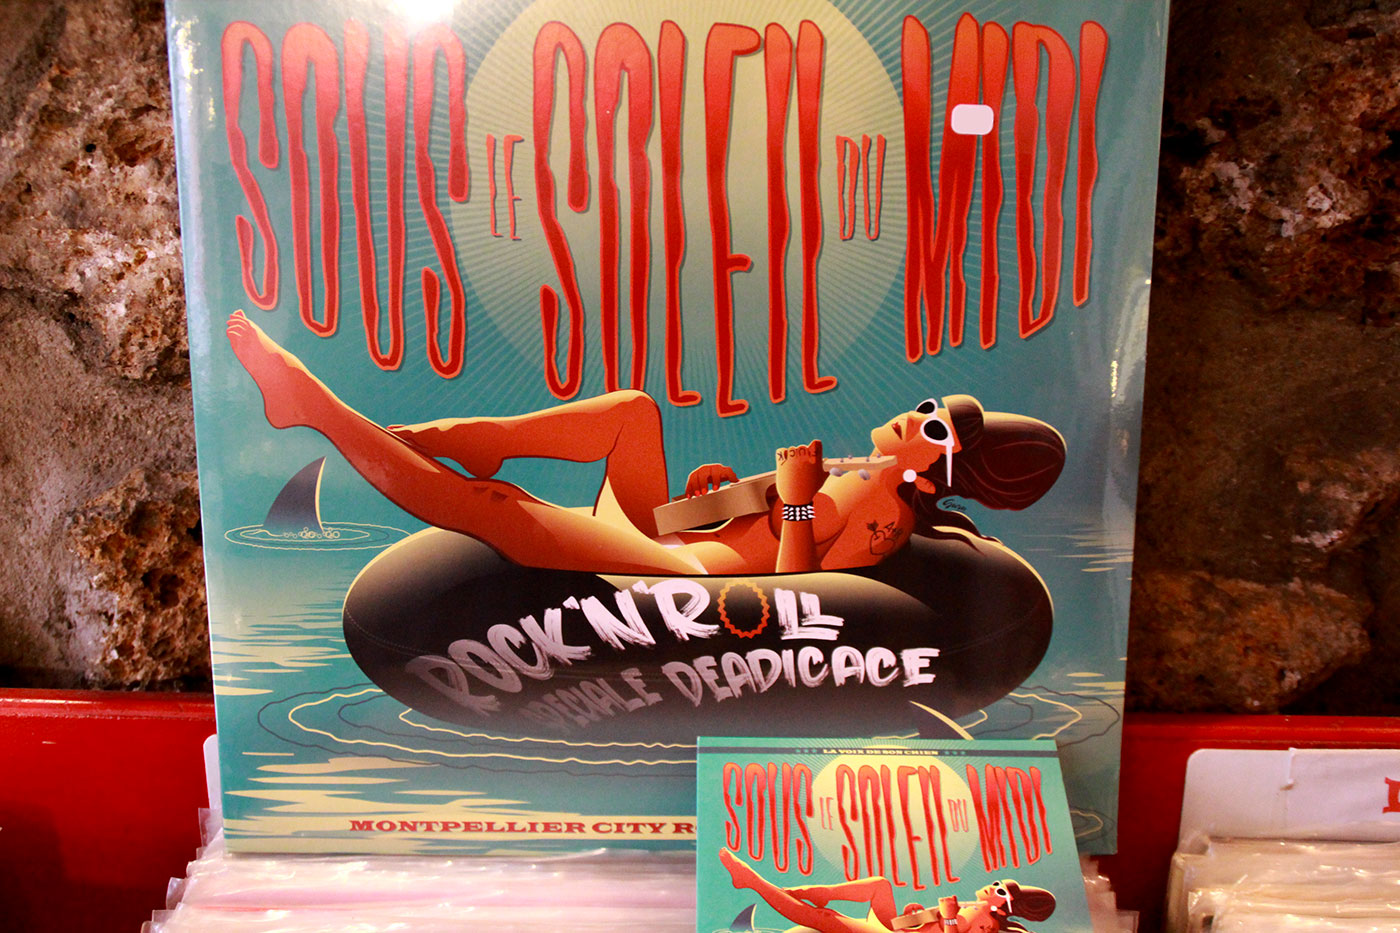 SOUS LE SOLEIL DU MIDI
ROCK'N'ROLL
SPECIALE DEADICACE
MONTPELLIER CITY
LA VOIX DE SON CHIEN
SOUS LE SOLEIL DU MIDI